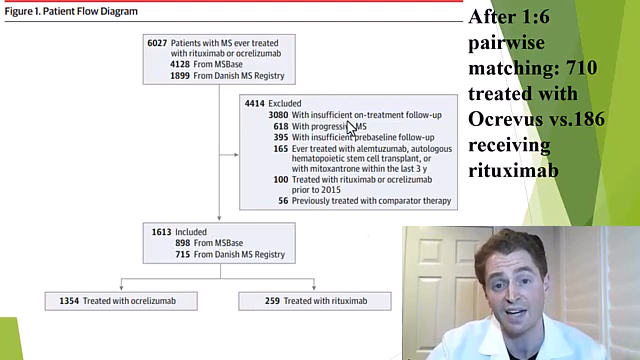 Figure 1. Patient Flow Diagram
6027 Patients with MS ever treated
with rituximab or ocrelizumab
4128 From MSBase
1899 From Danish MS Registry
4414 Excluded
3080 With insufficient on-treatment follow-up
618 With progressive MS
395 With insufficient prebaseline follow-up
165 Ever treated with alemtuzumab, autologous
hematopoietic stem cell transplant, or
with mitoxantrone within the last 3 y
100 Treated with rituximab or ocrelizumab
prior to 2015
56 Previously treated with comparator therapy
1613 Included
898 From MSBase
715 From Danish MS Registry
1354 Treated with ocrelizumab
259 Treated with rituximab
After 1:6
pairwise
matching: 710
treated with
Ocrevus vs.186
receiving
rituximab